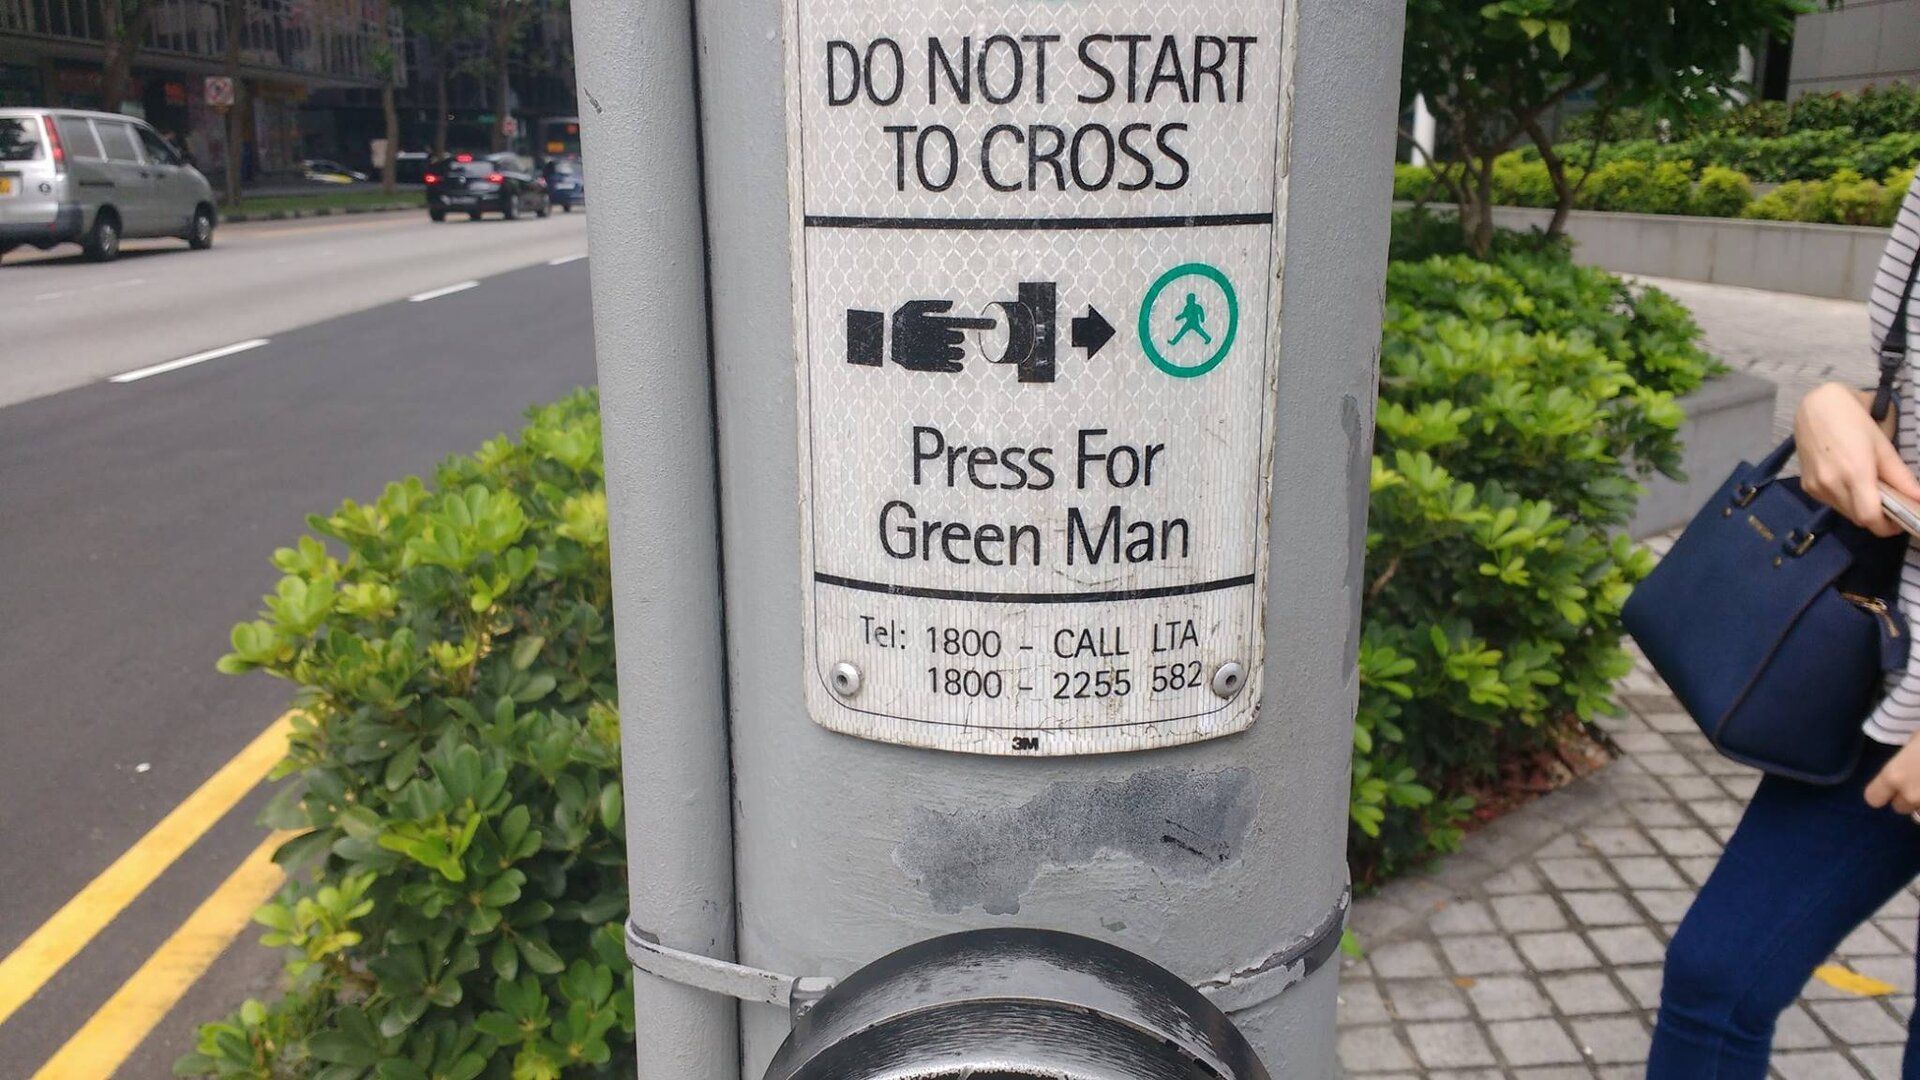 DO NOT START
TO CROSS
Press For
Green Man
Tel: 1800 - CALL LTA
1800 - 2255 582
3M